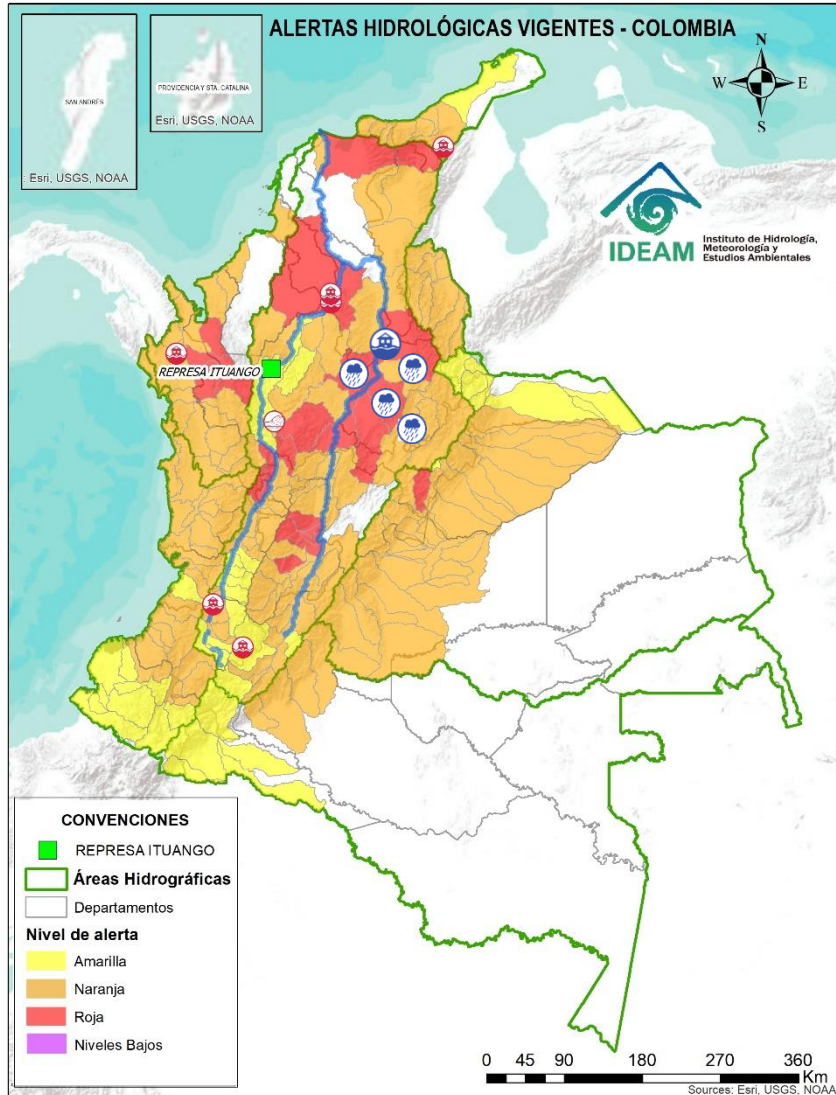 ALERTAS HIDROLÓGICAS VIGENTES - COLOMBIA
SAN ANDRÉS
Esri, USGS, NOAA
PROVIDENCIA Y STA. CATALINA
Esri, USGS, NOAA
N
W
E
S
IDEAM
Instituto de Hidrología,
Meteorología y
Estudios Ambientales
REPRESA ITUANGO
CONVENCIONES
REPRESA ITUANGO
Áreas Hidrográficas
Departamentos
Nivel de alerta
Amarilla
Naranja
Roja
Niveles Bajos
0 45 90 180 270 360
Km
Sources: Esri, USGS, NOAA